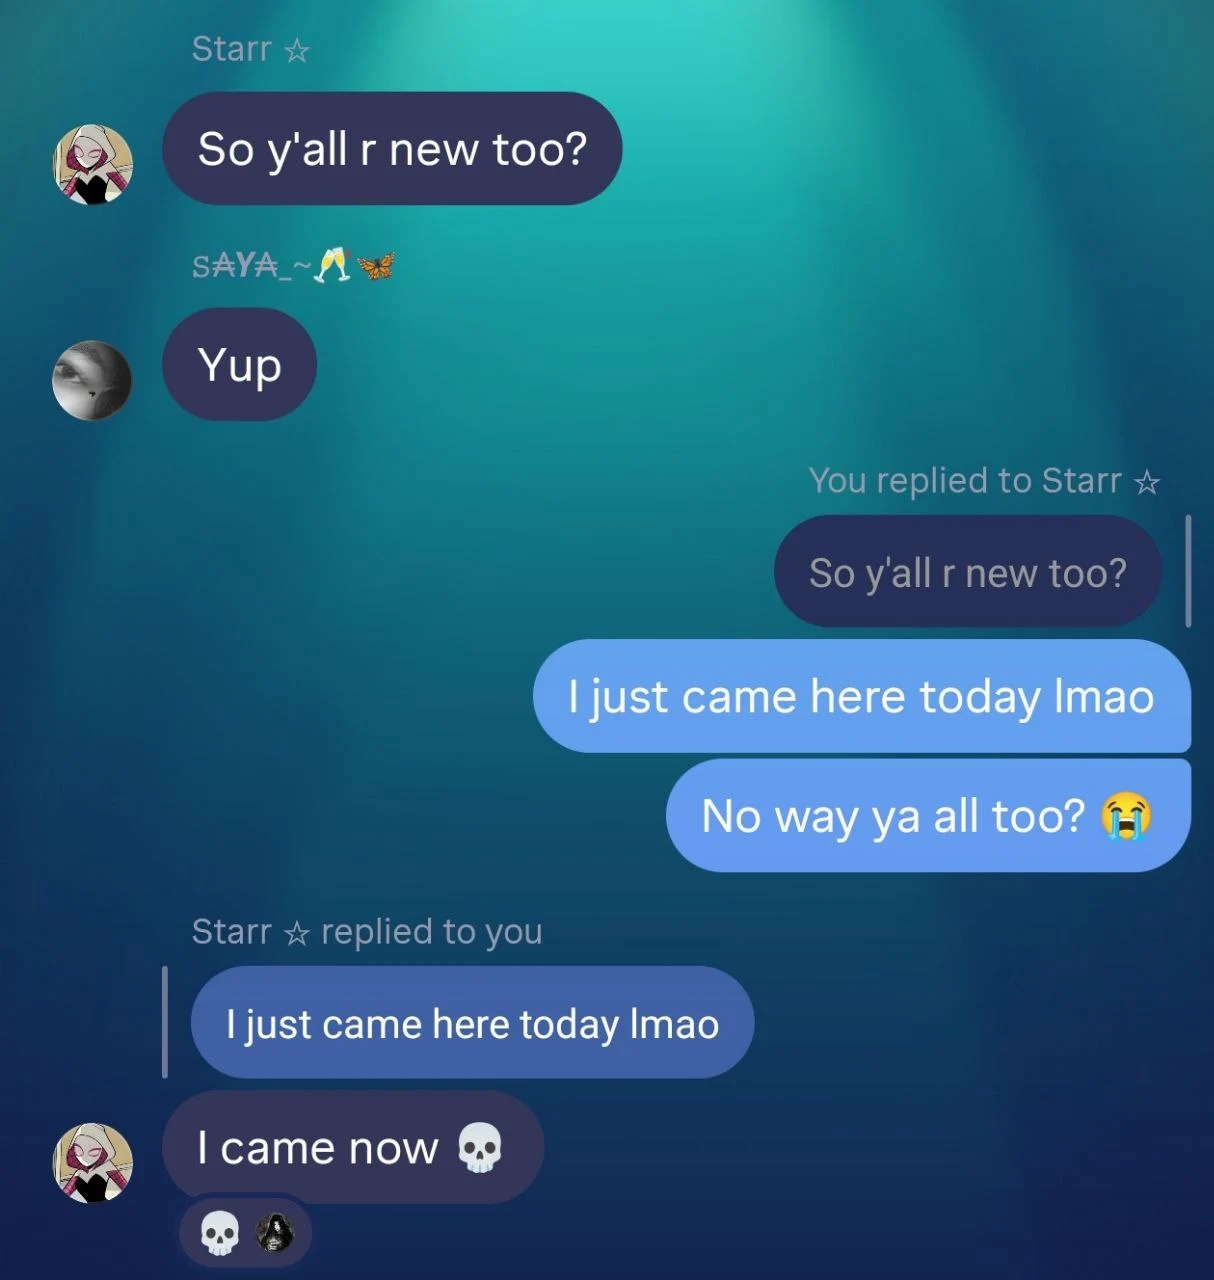 Starr ☆
So y'all r new too?
s₳Y₳_~🥂🦋
Yup
You replied to Starr ☆
So y'all r new too?
I just came here today lmao
No way ya all too? 😭
Starr ☆ replied to you
I just came here today lmao
I came now 💀
💀